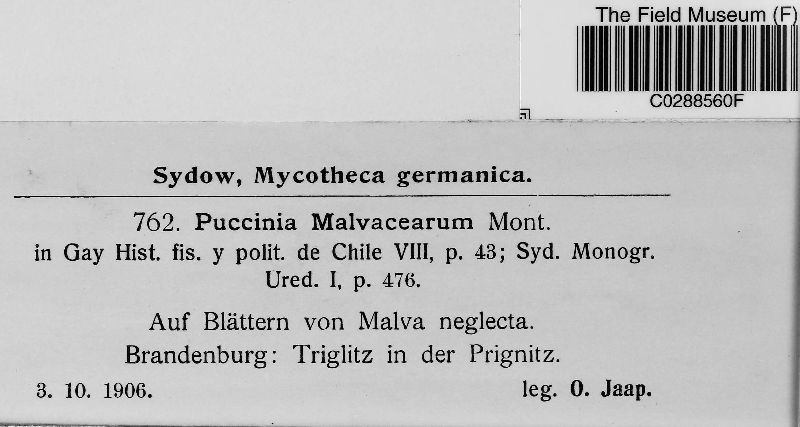 The Field Museum (F)
C0288560F
Sydow, Mycotheca germanica.
762. Puccinia Malvacearum Mont.
in Gay Hist. fis. y polit. de Chile VIII, p. 43; Syd. Monogr.
Ured. I, p. 476.
Auf Blättern von Malva neglecta.
Brandenburg: Triglitz in der Prignitz.
3. 10. 1906.
leg. O. Jaap.